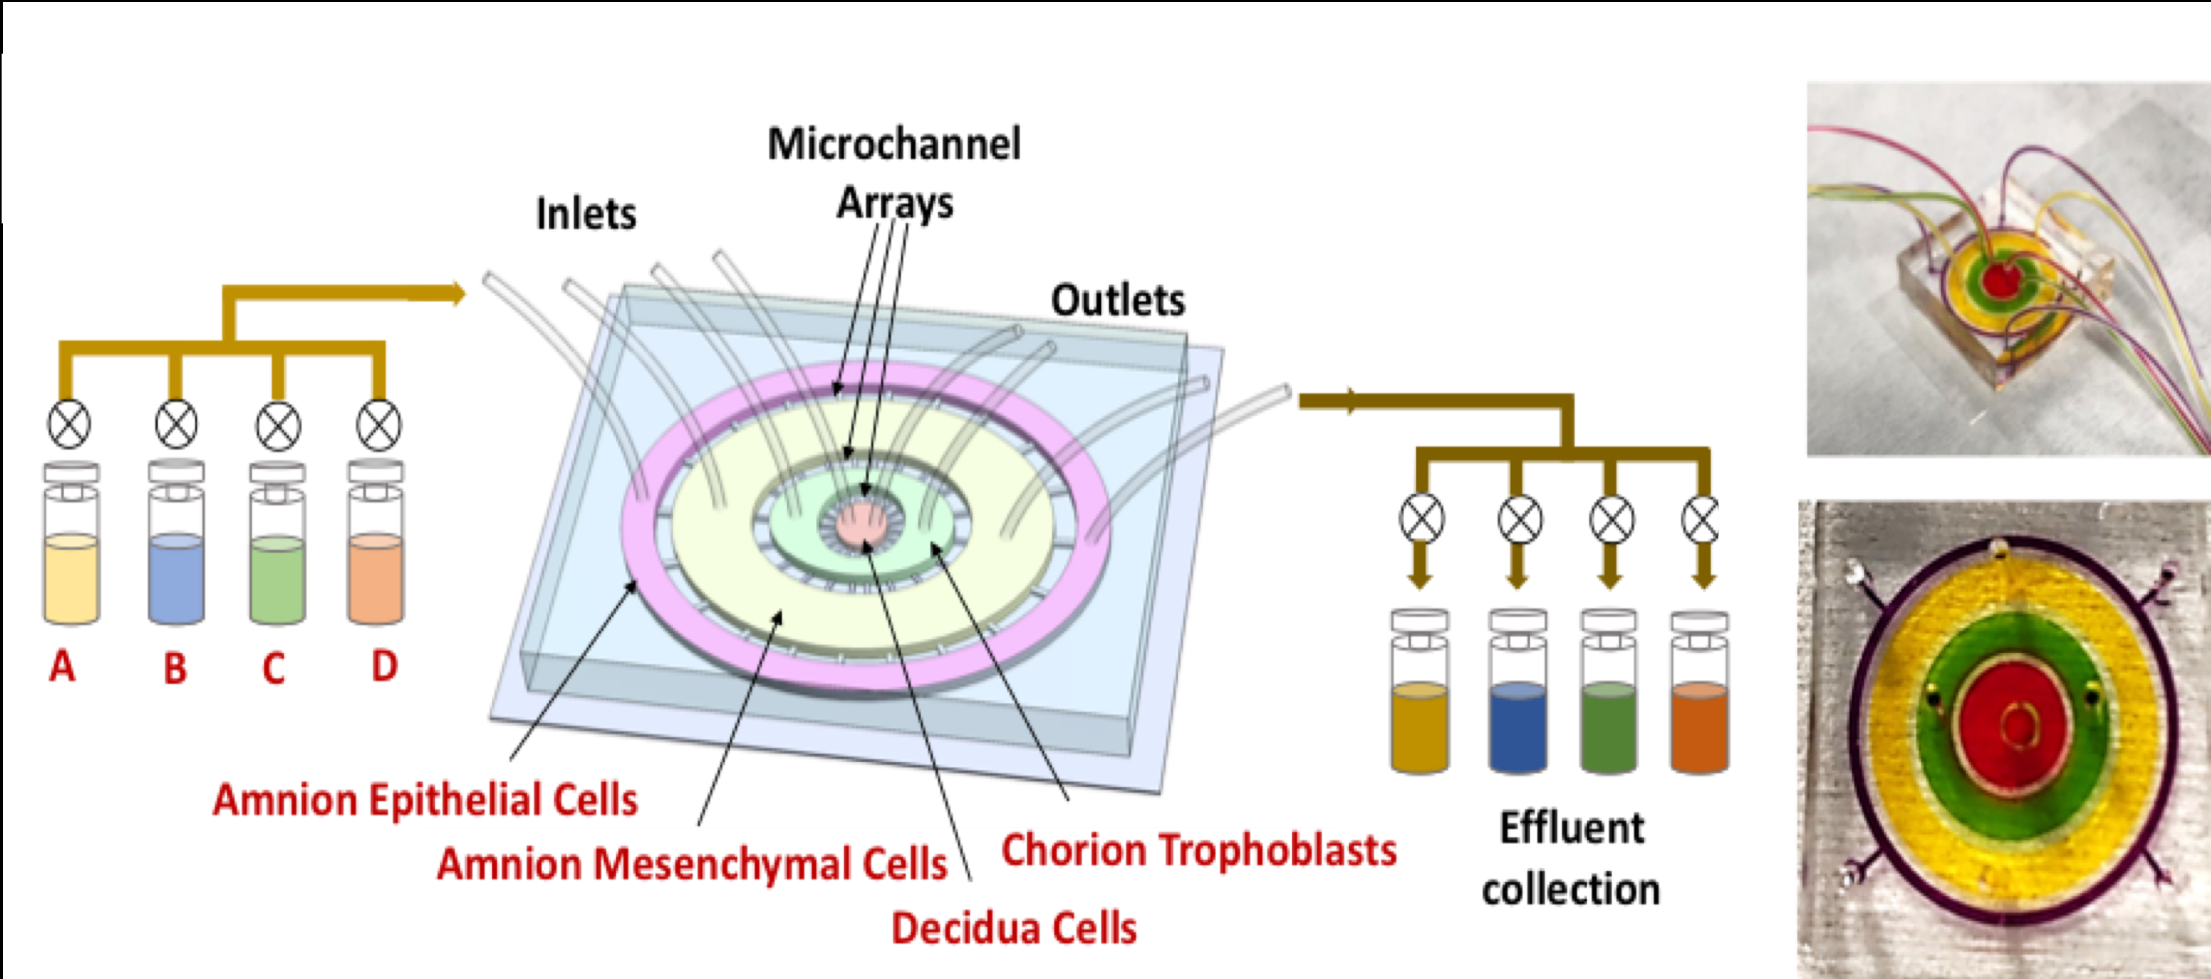 Microchannel
Arrays
Inlets
Outlets
A
B
C
D
Amnion Epithelial Cells
Amnion Mesenchymal Cells
Chorion Trophoblasts
Decidua Cells
Effluent
collection